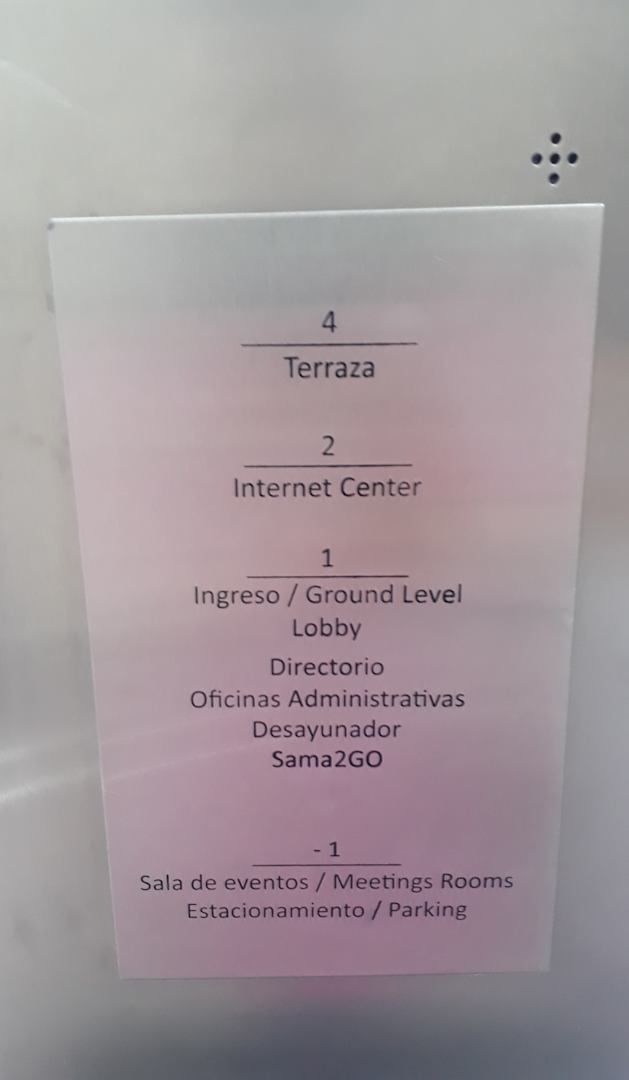 4
Terraza
2
Internet Center
1
Ingreso / Ground Level
Lobby
Directorio
Oficinas Administrativas
Desayunador
Sama2GO
- 1
Sala de eventos / Meetings Rooms
Estacionamiento / Parking